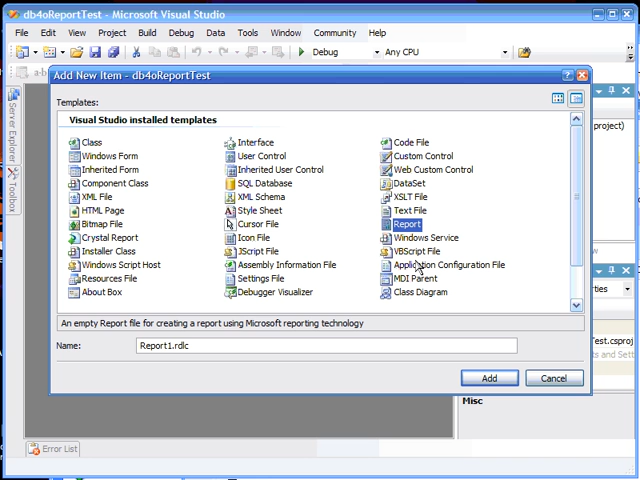 db4oReportTest - Microsoft Visual Studio
File Edit View Project Build Debug Data Tools Window Community Help
Debug Any CPU
Add New Item - db4oReportTest
Templates:
Visual Studio installed templates
Class Interface Code File
Windows Form User Control Custom Control
Inherited Form Inherited User Control Web Custom Control
Component Class SQL Database DataSet
XML File XML Schema XSLT File
HTML Page Style Sheet Text File
Bitmap File Cursor File Report
Crystal Report Icon File Windows Service
Installer Class JScript File VBScript File
Windows Script Host Assembly Information File Application Configuration File
Resources File Settings File MDI Parent
About Box Debugger Visualizer Class Diagram
An empty Report file for creating a report using Microsoft reporting technology
Name: Report1.rdlc
Add Cancel
Server Explorer
Toolbox
project)
rties
Test.csproj
ts and Sett
Misc
Error List